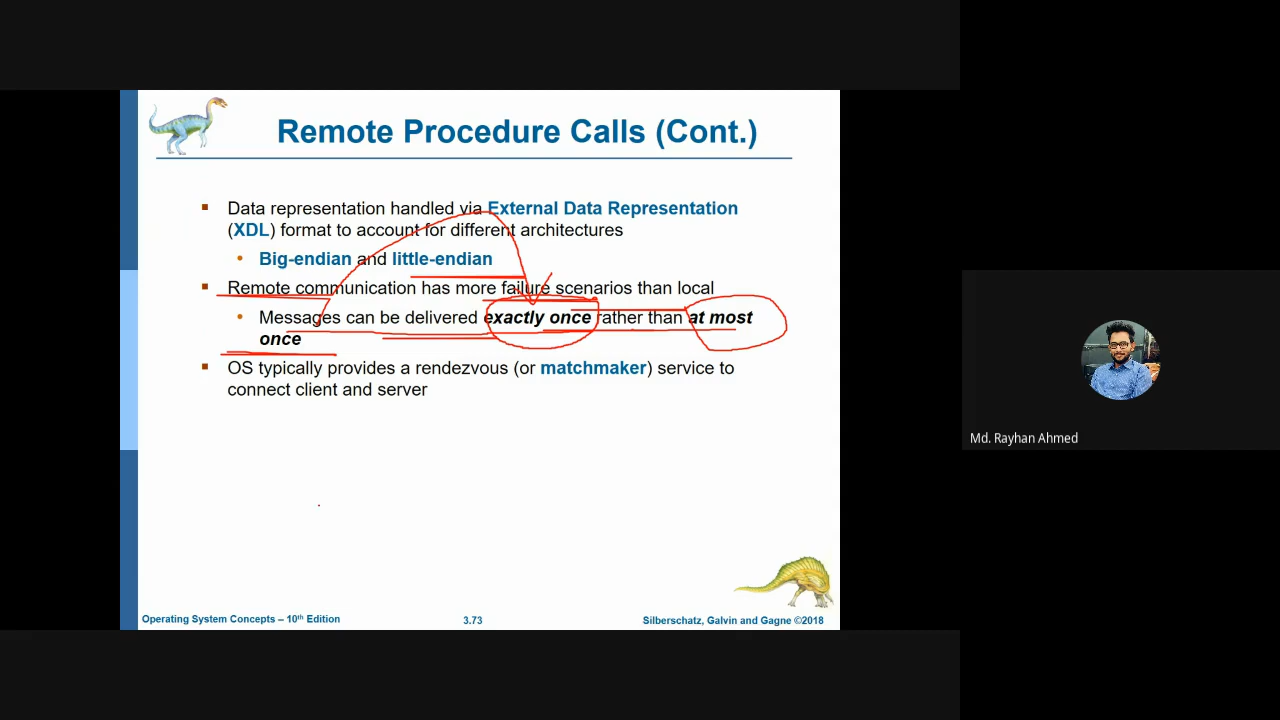 Remote Procedure Calls (Cont.)
Data representation handled via External Data Representation
(XDL) format to account for different architectures
Big-endian and little-endian
Remote communication has more failure scenarios than local
Messages can be delivered exactly once rather than at most
once
OS typically provides a rendezvous (or matchmaker) service to
connect client and server
Operating System Concepts – 10th Edition
3.73
Silberschatz, Galvin and Gagne ©2018
Md. Rayhan Ahmed